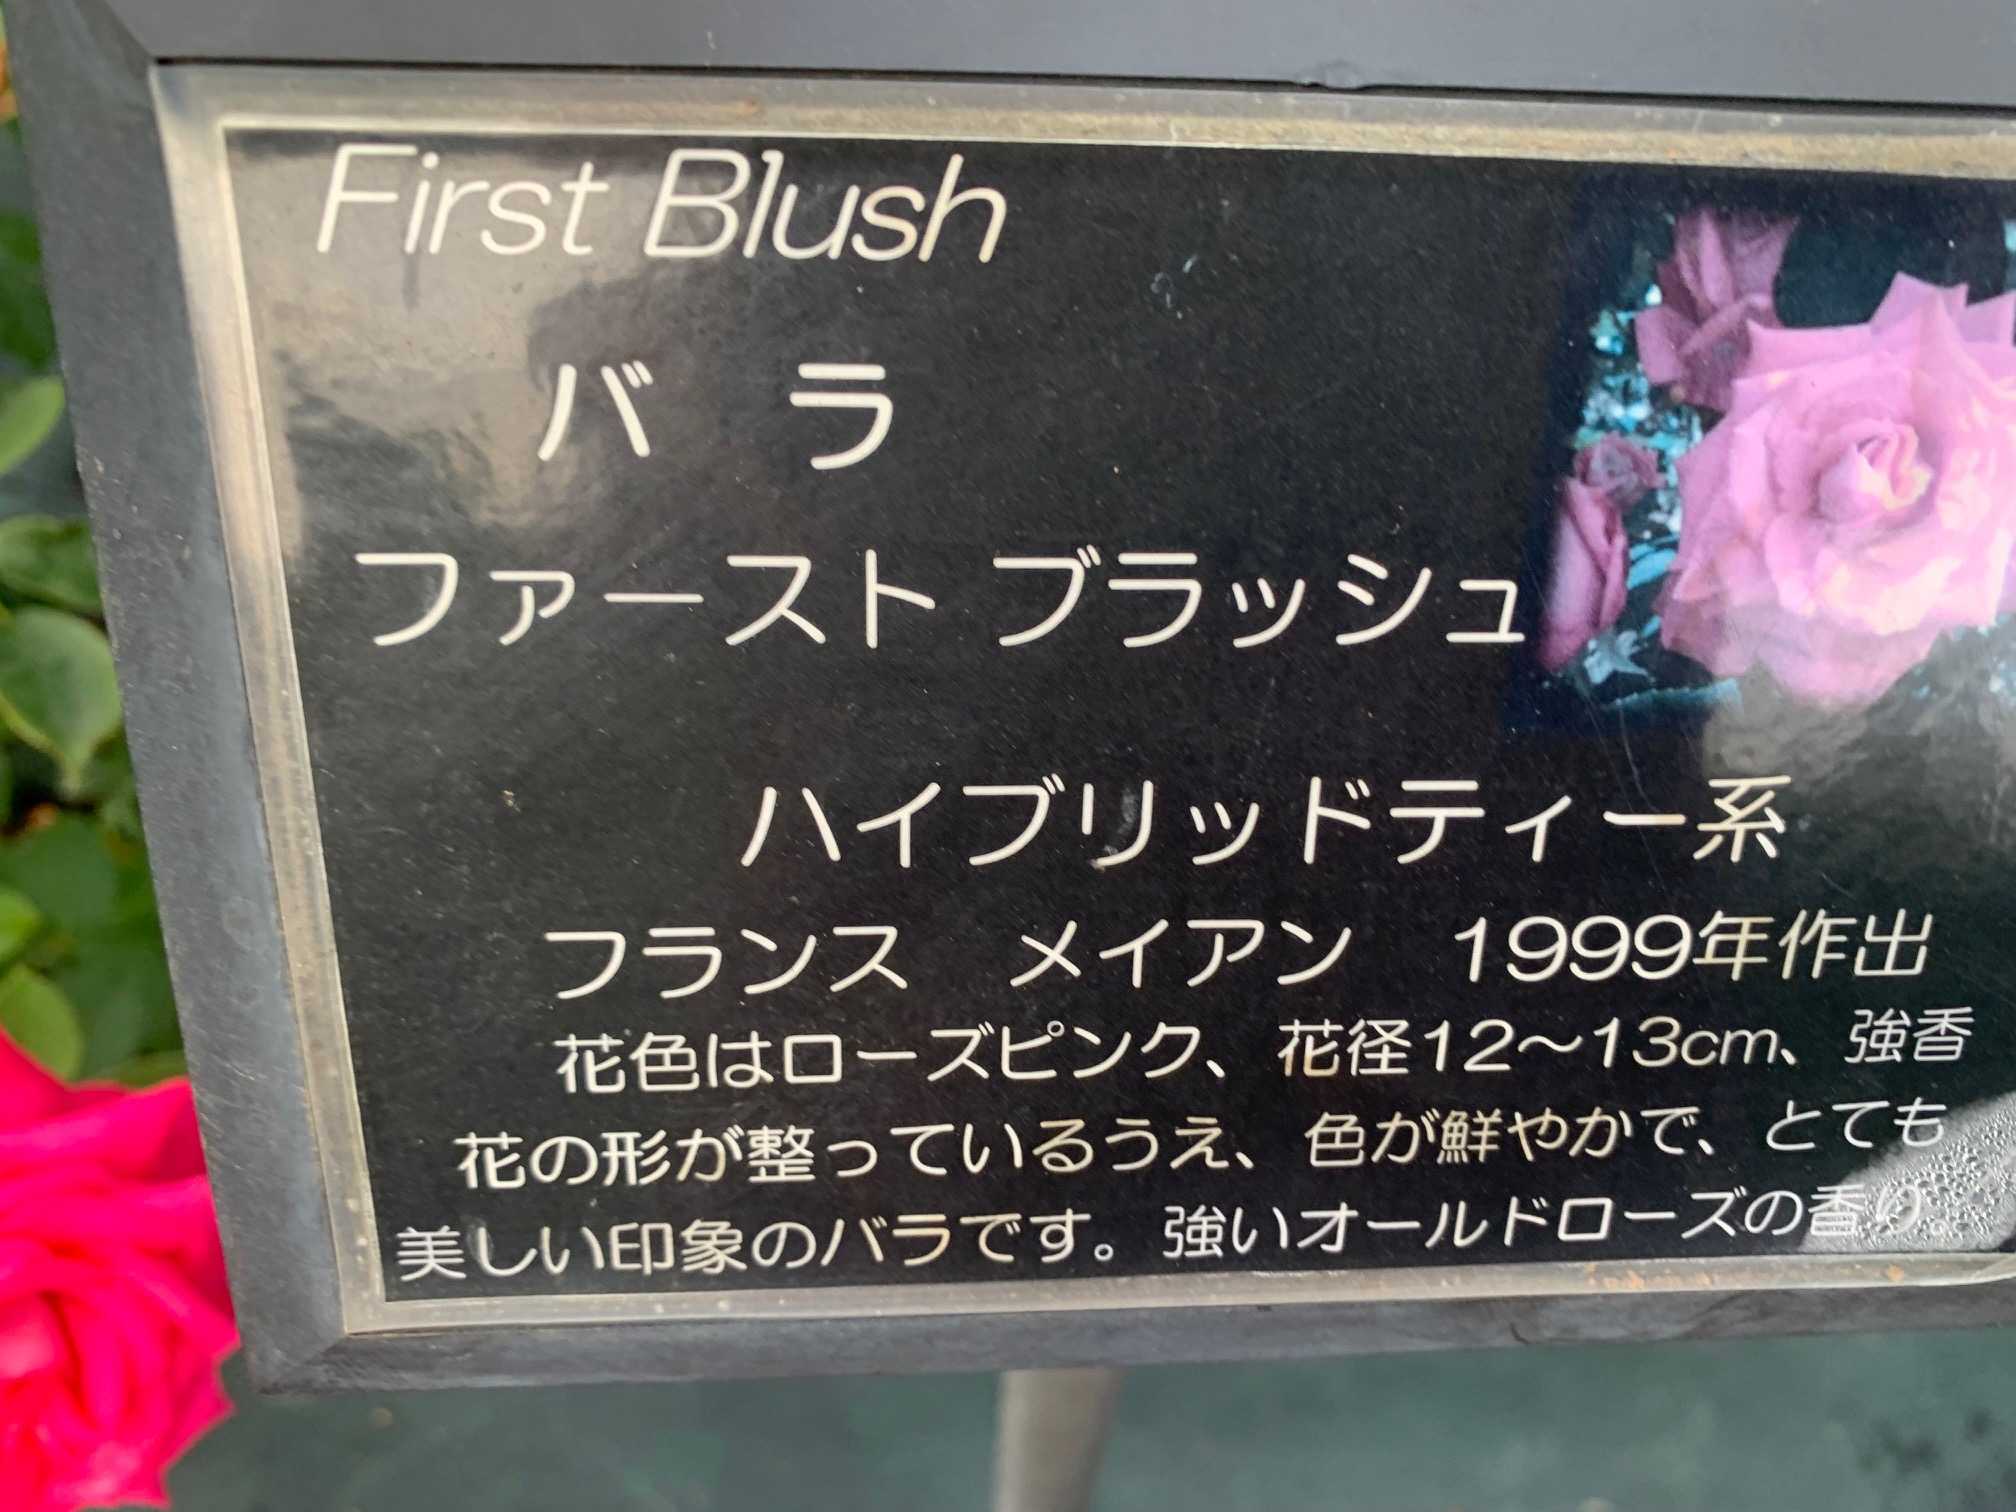 First Blush
バラ
ファースト ブラッシュ
ハイブリッドティー系
フランス　メイアン　1999年作出
花色はローズピンク、花径12〜13cm、強香
花の形が整っているうえ、色が鮮やかで、とても
美しい印象のバラです。強いオールドローズの香り。